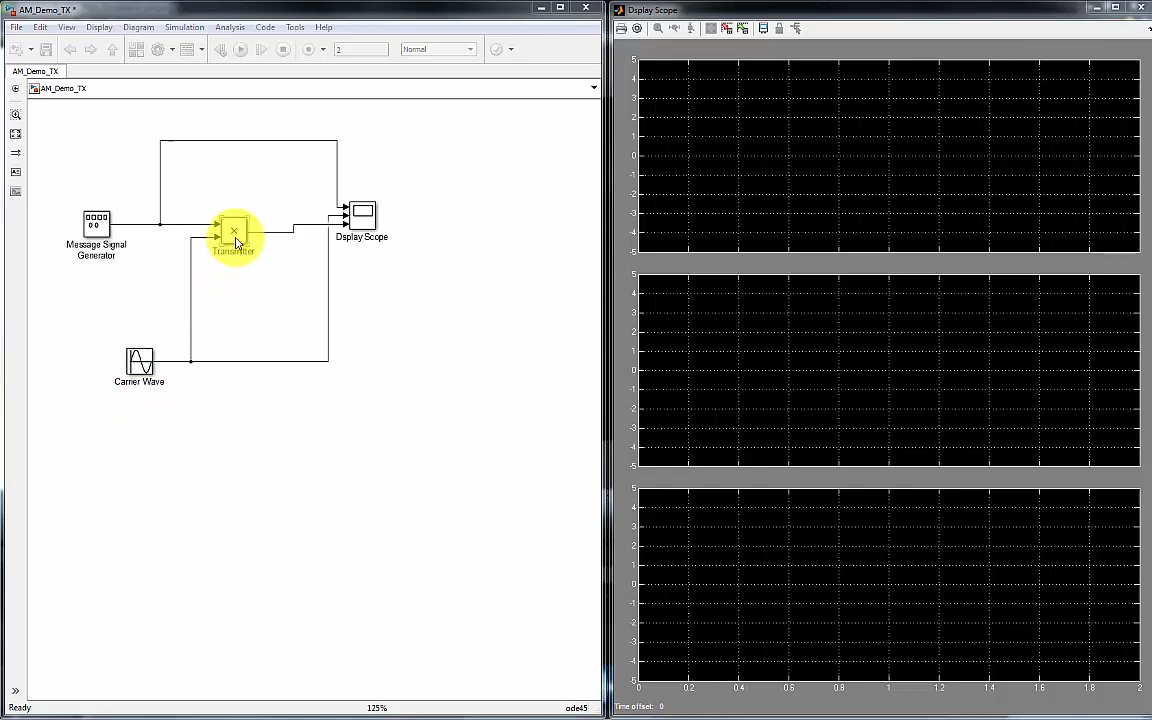 AM_Demo_TX *
File Edit View Display Diagram Simulation Analysis Code Tools Help
2
Normal
AM_Demo_TX
AM_Demo_TX
Message Signal
Generator
Transmitter
Dsplay Scope
Carrier Wave
Ready
125%
ode45
Dsplay Scope
5
4
3
2
1
0
-1
-2
-3
-4
-5
5
4
3
2
1
0
-1
-2
-3
-4
-5
5
4
3
2
1
0
-1
-2
-3
-4
-5
0 0.2 0.4 0.6 0.8 1 1.2 1.4 1.6 1.8 2
Time offset: 0